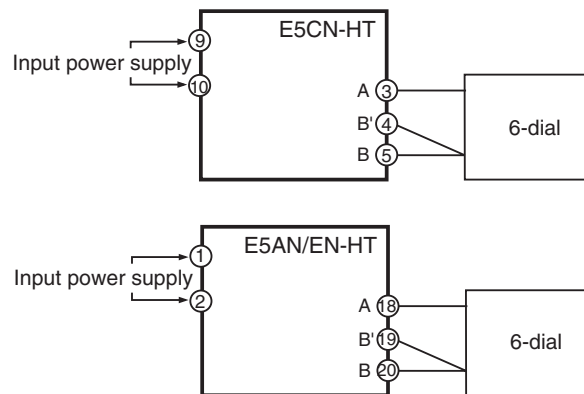 E5CN-HT
9
Input power supply
10
A 3
B' 4
B 5
6-dial
E5AN/EN-HT
1
Input power supply
2
A 18
B' 19
B 20
6-dial